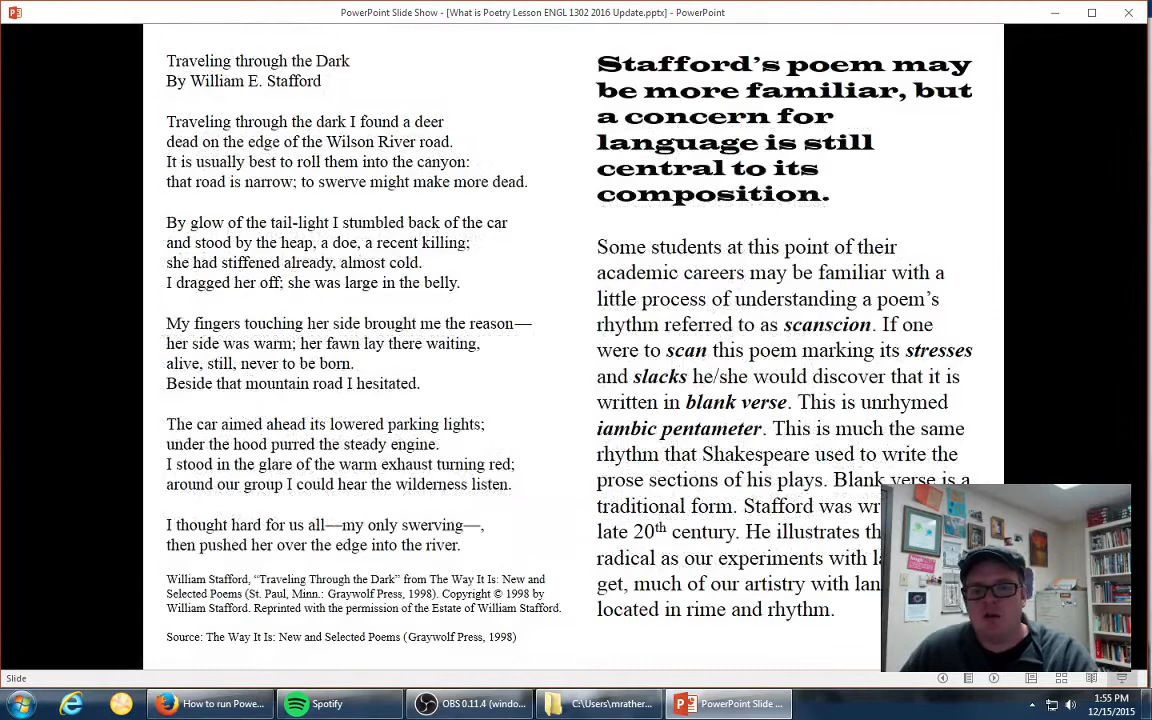 PowerPoint Slide Show - [What is Poetry Lesson ENGL 1302 2016 Update.pptx] - PowerPoint
Traveling through the Dark
By William E. Stafford
Traveling through the dark I found a deer
dead on the edge of the Wilson River road.
It is usually best to roll them into the canyon:
that road is narrow; to swerve might make more dead.
By glow of the tail-light I stumbled back of the car
and stood by the heap, a doe, a recent killing;
she had stiffened already, almost cold.
I dragged her off; she was large in the belly.
My fingers touching her side brought me the reason—
her side was warm; her fawn lay there waiting,
alive, still, never to be born.
Beside that mountain road I hesitated.
The car aimed ahead its lowered parking lights;
under the hood purred the steady engine.
I stood in the glare of the warm exhaust turning red;
around our group I could hear the wilderness listen.
I thought hard for us all—my only swerving—,
then pushed her over the edge into the river.
William Stafford, “Traveling Through the Dark” from The Way It Is: New and
Selected Poems (St. Paul, Minn.: Graywolf Press, 1998). Copyright © 1998 by
William Stafford. Reprinted with the permission of the Estate of William Stafford.
Source: The Way It Is: New and Selected Poems (Graywolf Press, 1998)
Stafford’s poem may
be more familiar, but
a concern for
language is still
central to its
composition.
Some students at this point of their
academic careers may be familiar with a
little process of understanding a poem’s
rhythm referred to as scanscion. If one
were to scan this poem marking its stresses
and slacks he/she would discover that it is
written in blank verse. This is unrhymed
iambic pentameter. This is much the same
rhythm that Shakespeare used to write the
prose sections of his plays. Blank verse is a
traditional form. Stafford was
late 20th century. He illustrates
radical as our experiments with
get, much of our artistry with
located in rime and rhythm.
Slide
How to run Powe...
Spotify
OBS 0.11.4 (windo...
C:\Users\mrather...
PowerPoint Slide ...
1:55 PM
12/15/2015